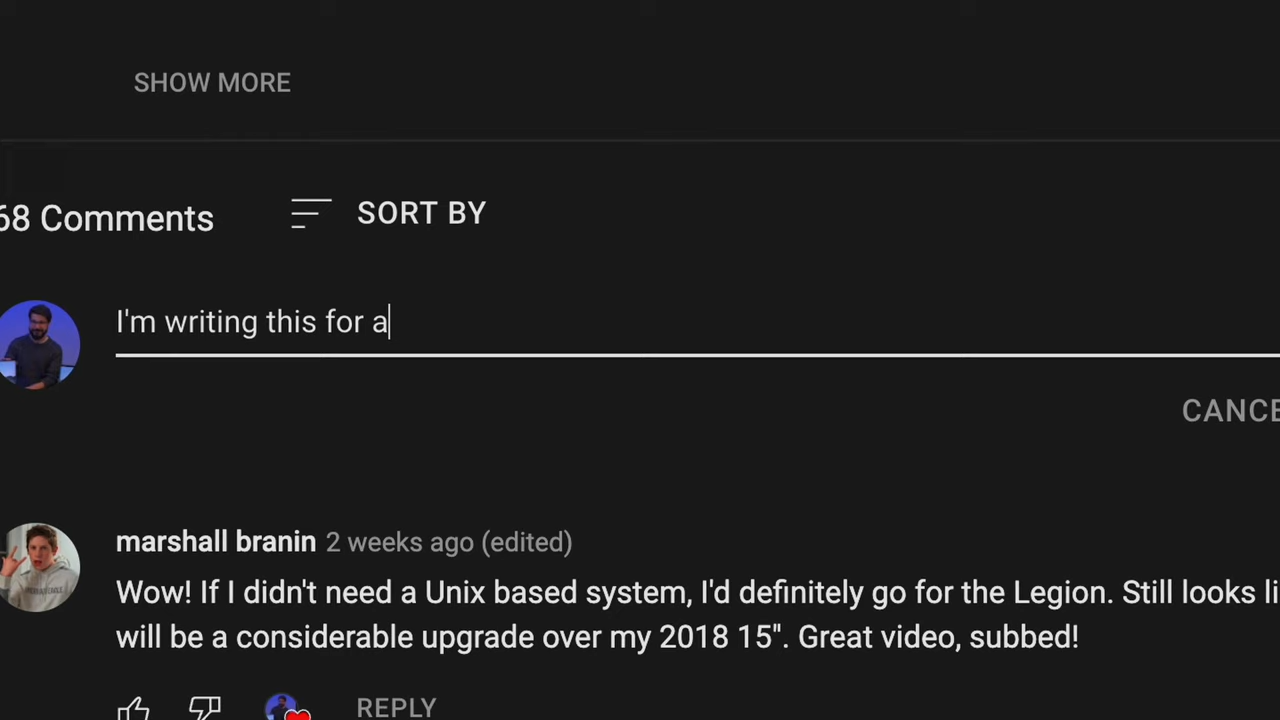 SHOW MORE
68 Comments
SORT BY
I'm writing this for a
CANCE
marshall branin 2 weeks ago (edited)
Wow! If I didn't need a Unix based system, I'd definitely go for the Legion. Still looks li
will be a considerable upgrade over my 2018 15". Great video, subbed!
REPLY